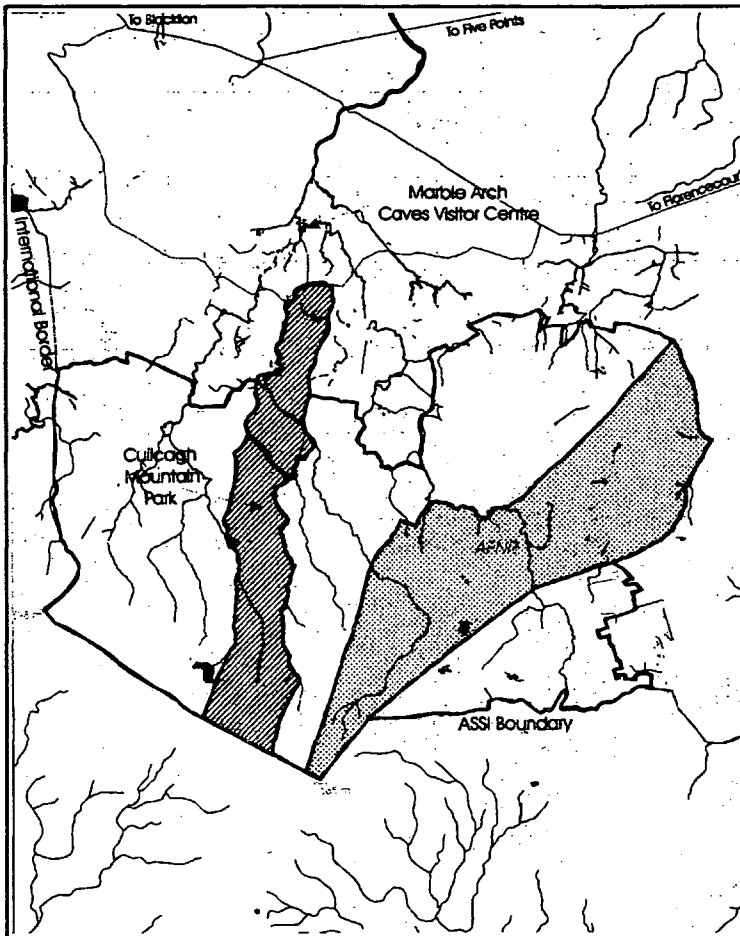 To Blacklion
To Five Points
Marble Arch
Caves Visitor Centre
To Florencecourt
International Border
Cuilcagh
Mountain
Park
ASSI Boundary